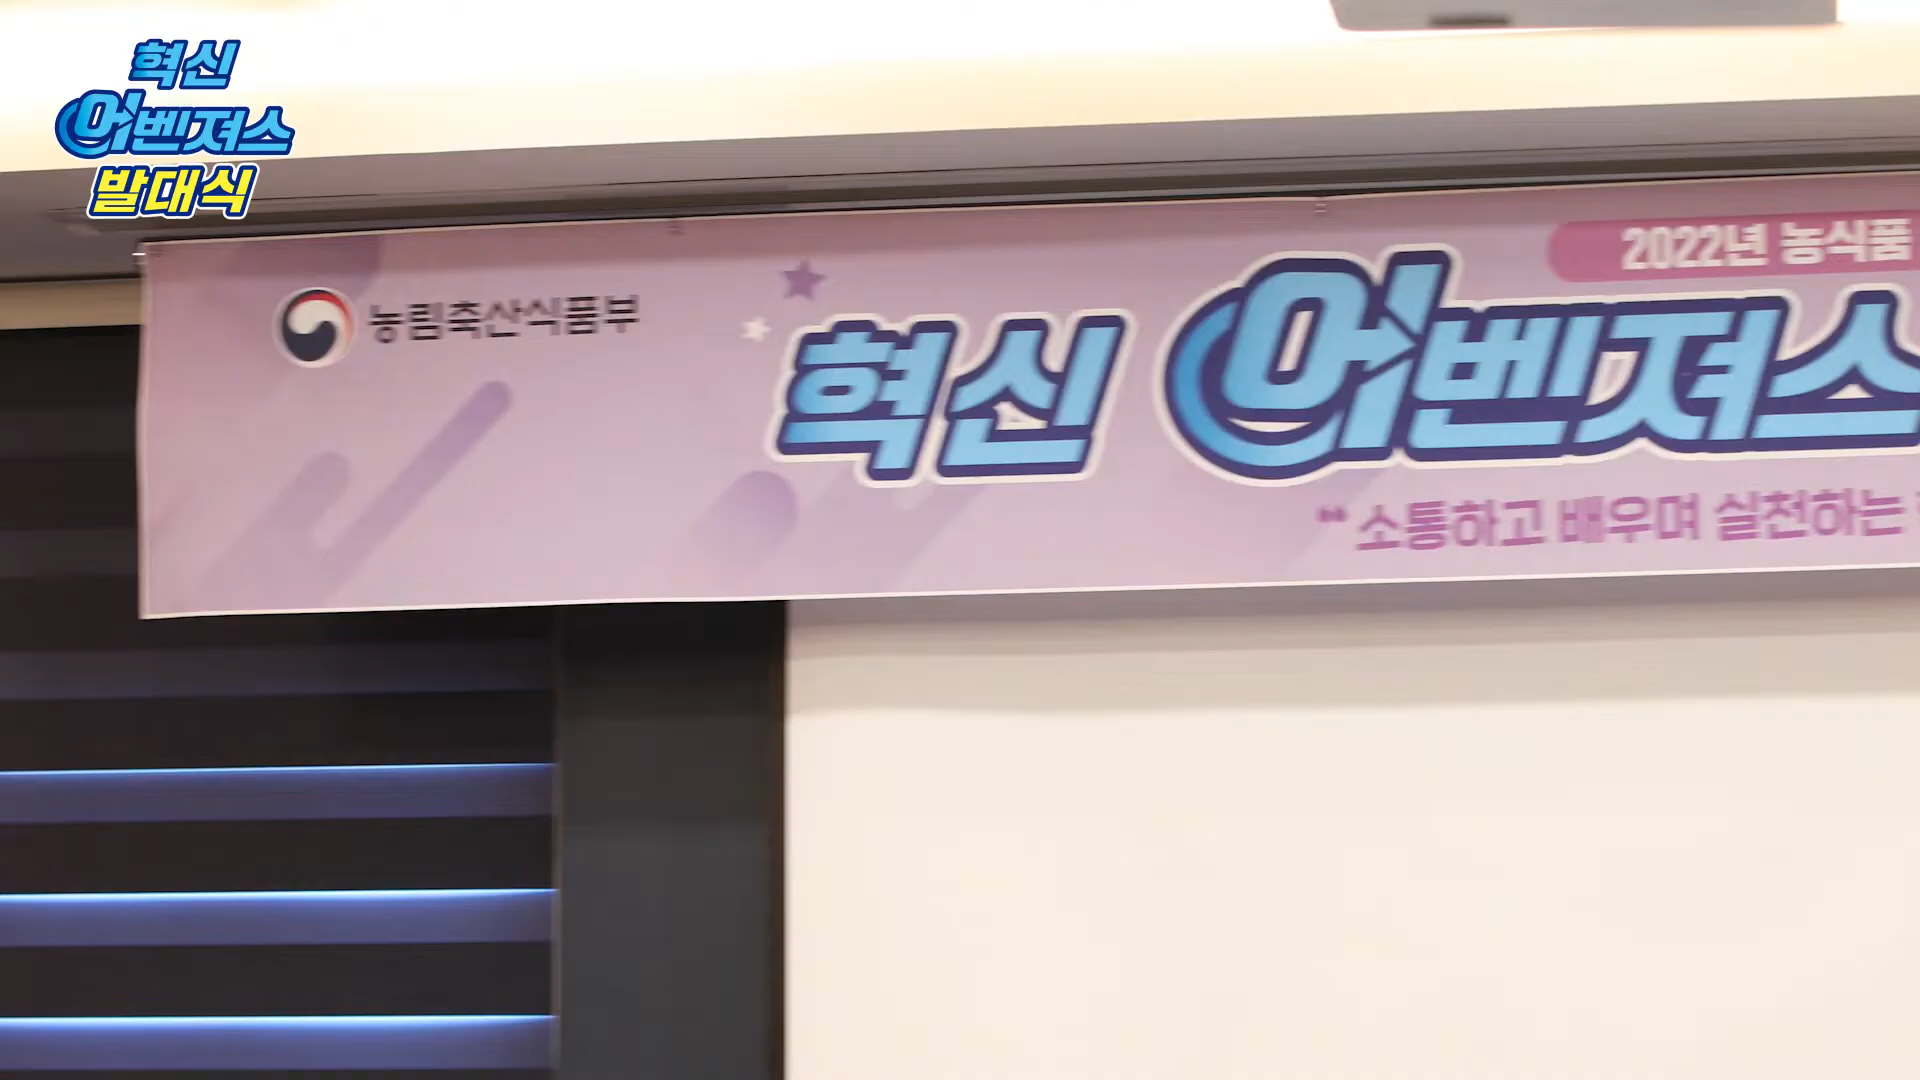 혁신
어벤져스
발대식
농림축산식품부
2022년 농식품
혁신 어벤져스
“ 소통하고 배우며 실천하는